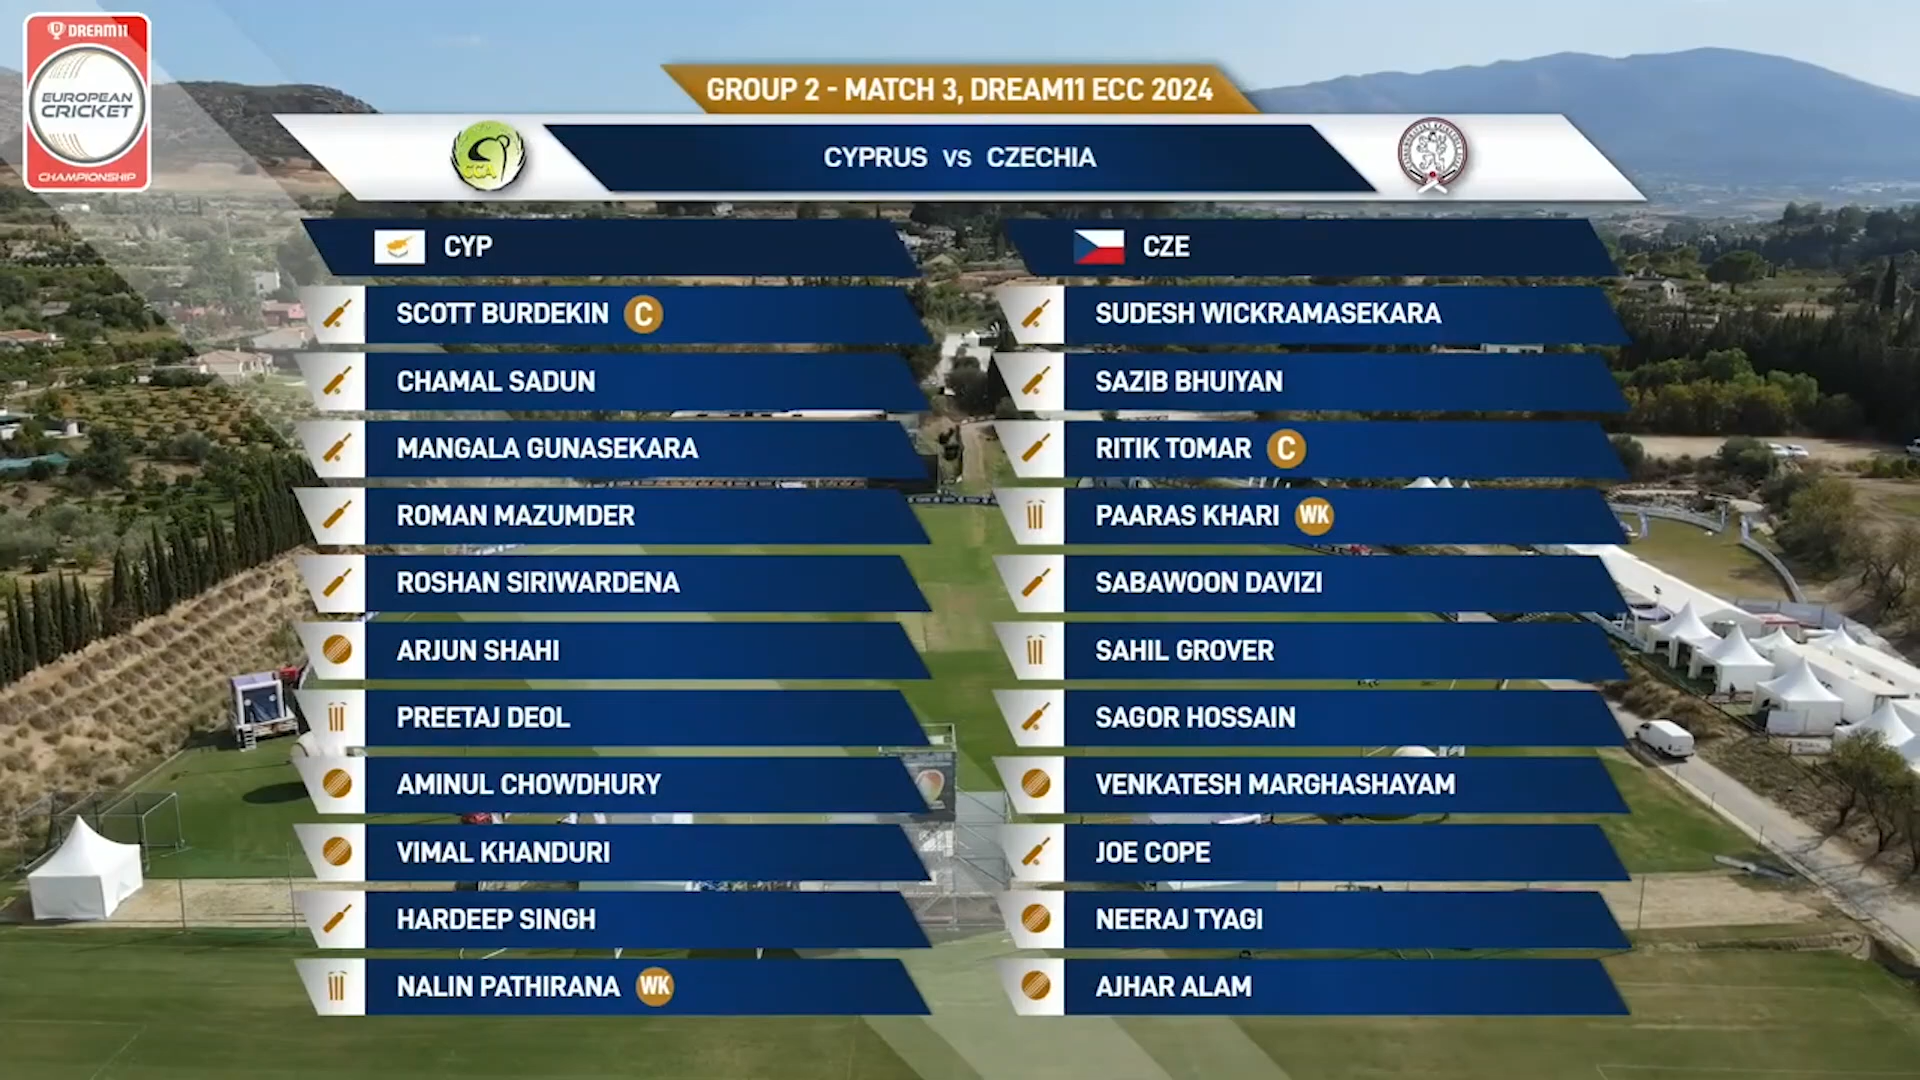 DREAM11
EUROPEAN
CRICKET
CHAMPIONSHIP
GROUP 2 - MATCH 3, DREAM11 ECC 2024
CCA
CYPRUS VS CZECHIA
CYP
SCOTT BURDEKIN C
CHAMAL SADUN
MANGALA GUNASEKARA
ROMAN MAZUMDER
ROSHAN SIRIWARDENA
ARJUN SHAHI
PREETAJ DEOL
AMINUL CHOWDHURY
VIMAL KHANDURI
HARDEEP SINGH
NALIN PATHIRANA WK
CZE
SUDESH WICKRAMASEKARA
SAZIB BHUIYAN
RITIK TOMAR C
PAARAS KHARI WK
SABAWOON DAVIZI
SAHIL GROVER
SAGOR HOSSAIN
VENKATESH MARGHASHAYAM
JOE COPE
NEERAJ TYAGI
AJHAR ALAM